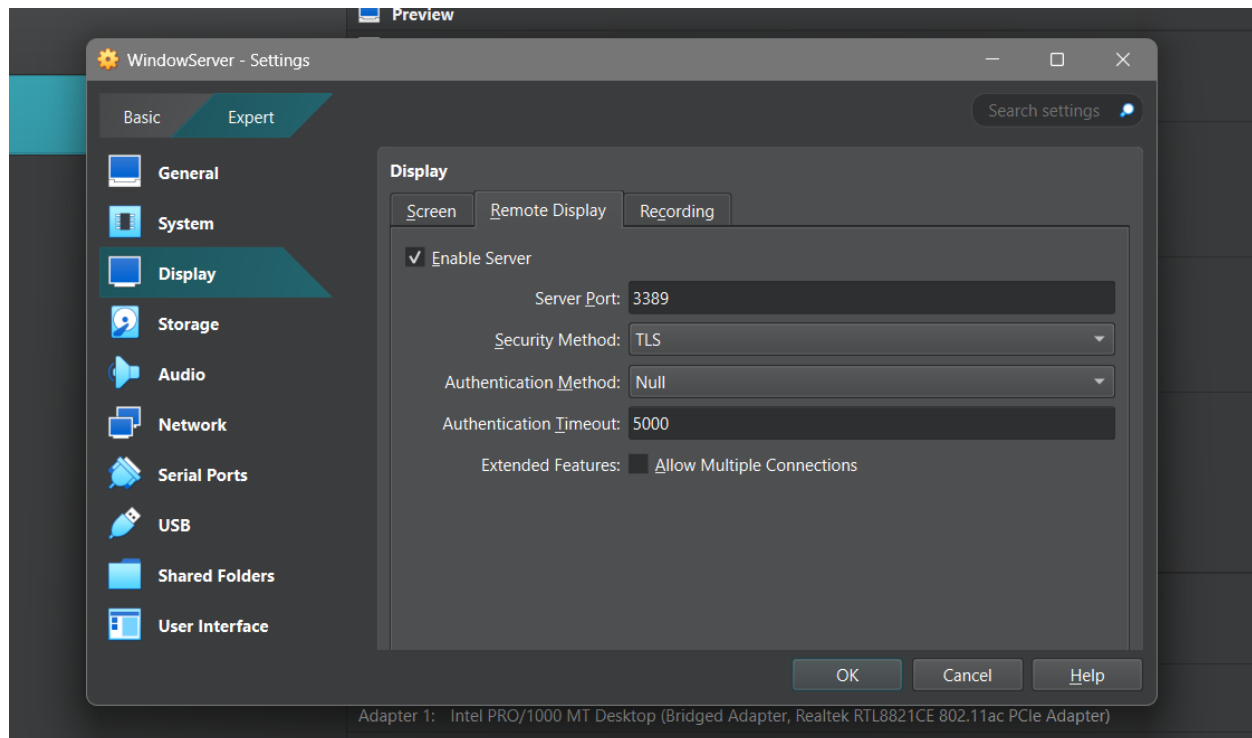 Preview
WindowServer - Settings
Basic Expert Search settings
General
System
Display
Storage
Audio
Network
Serial Ports
USB
Shared Folders
User Interface
Display
Screen Remote Display Recording
Enable Server
Server Port: 3389
Security Method: TLS
Authentication Method: Null
Authentication Timeout: 5000
Extended Features: Allow Multiple Connections
OK Cancel Help
Adapter 1: Intel PRO/1000 MT Desktop (Bridged Adapter, Realtek RTL8821CE 802.11ac PCIe Adapter)